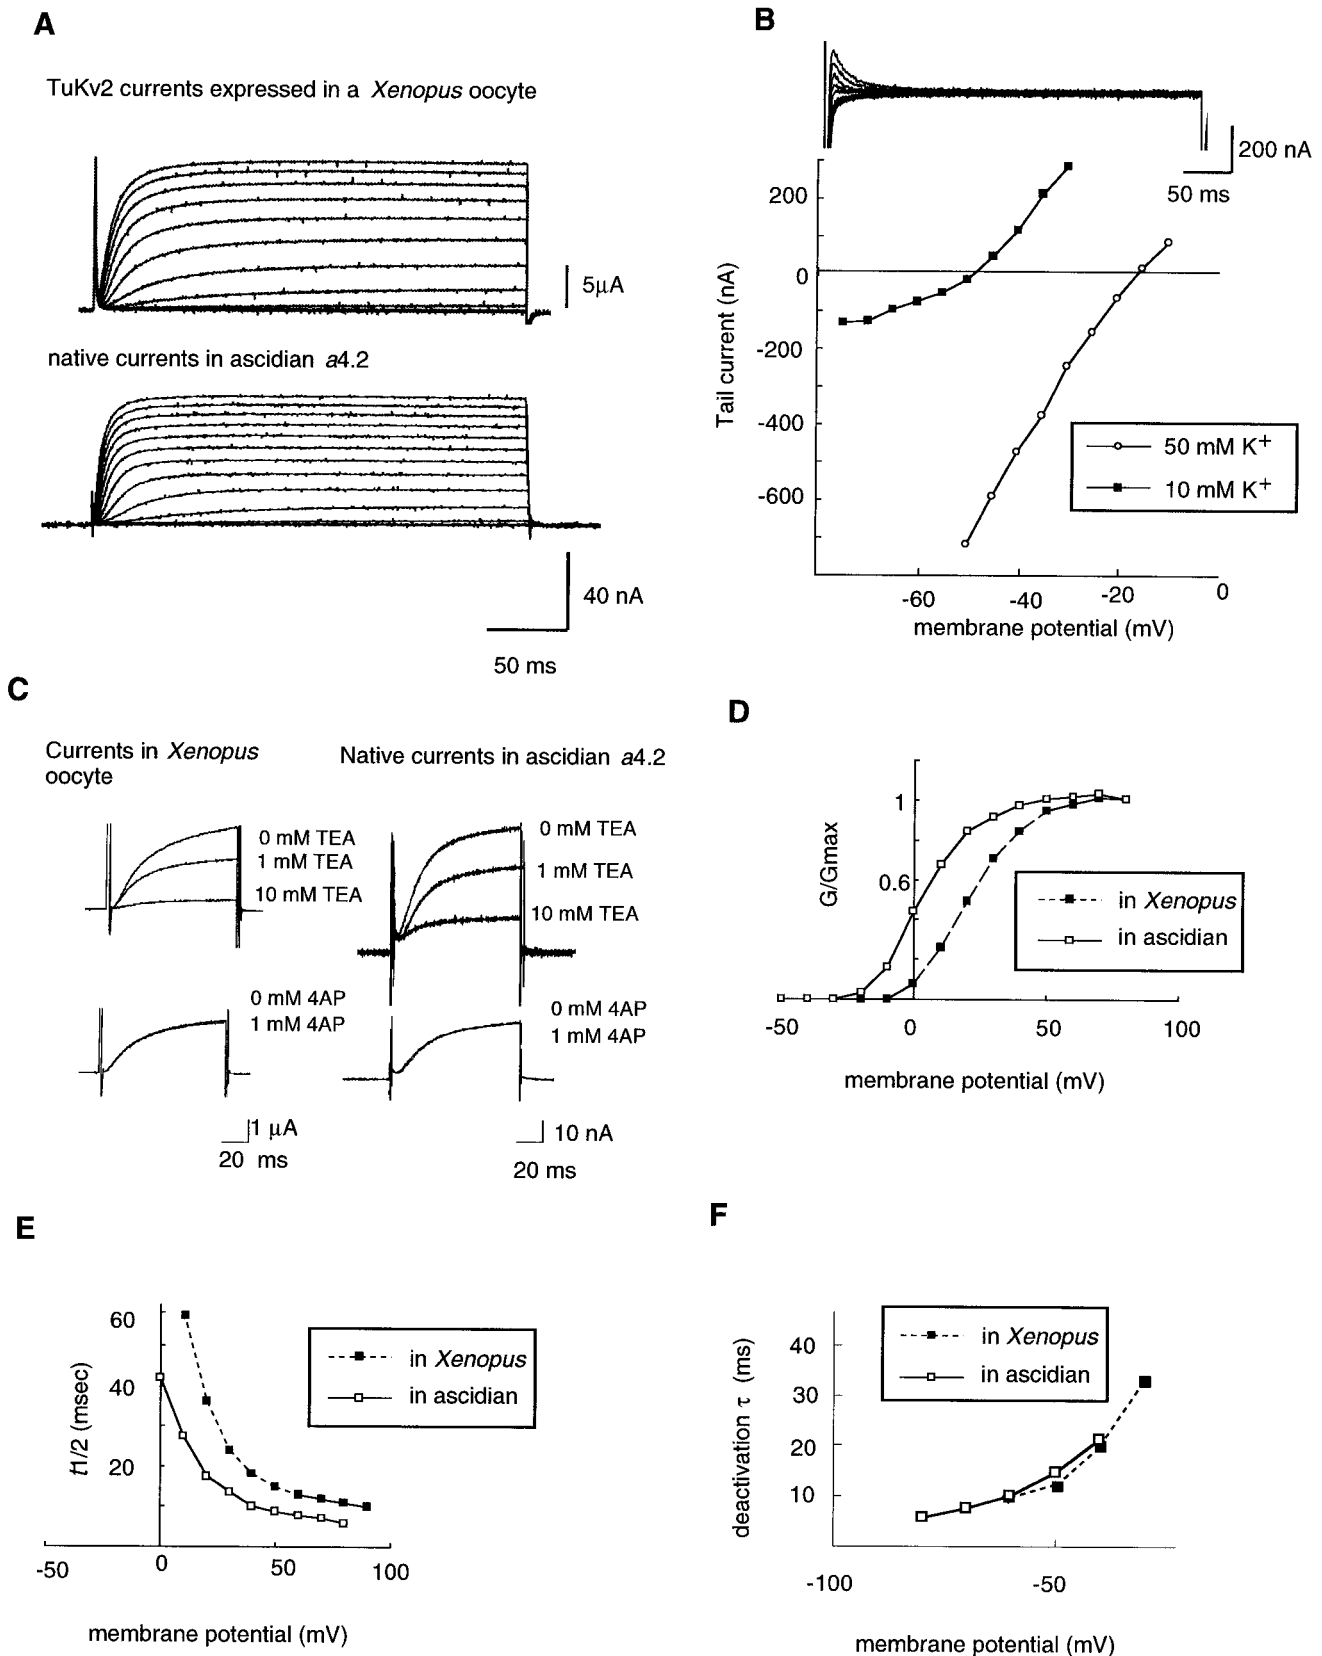 A
TuKv2 currents expressed in a Xenopus oocyte
5μA
native currents in ascidian a4.2
40 nA
50 ms
B
200 nA
50 ms
200
0
-200
-400
-600
Tail current (nA)
50 mM K+
10 mM K+
-60
-40
-20
0
membrane potential (mV)
C
Currents in Xenopus
oocyte
Native currents in ascidian a4.2
0 mM TEA
1 mM TEA
10 mM TEA
0 mM TEA
1 mM TEA
10 mM TEA
0 mM 4AP
1 mM 4AP
0 mM 4AP
1 mM 4AP
1 μA
20 ms
10 nA
20 ms
D
1
0.6
G/Gmax
in Xenopus
in ascidian
-50
0
50
100
membrane potential (mV)
E
60
40
20
t1/2 (msec)
in Xenopus
in ascidian
-50
0
50
100
membrane potential (mV)
F
40
30
20
10
deactivation τ (ms)
in Xenopus
in ascidian
-100
-50
membrane potential (mV)